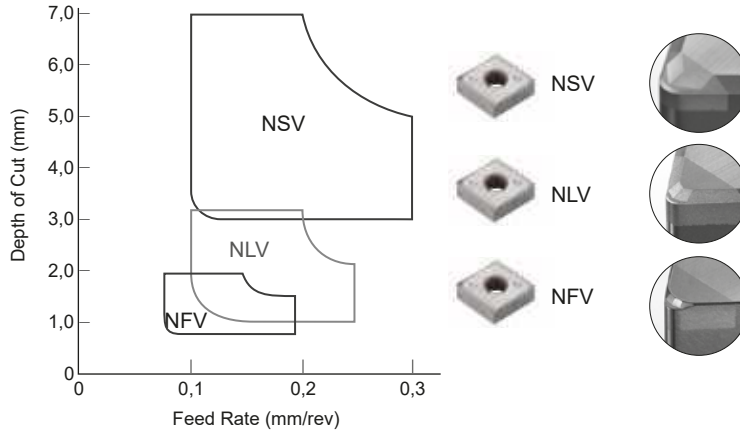 7,0
6,0
5,0
4,0
3,0
2,0
1,0
0
Depth of Cut (mm)
NSV
NLV
NFV
0
0,1
0,2
0,3
Feed Rate (mm/rev)
NSV
NLV
NFV